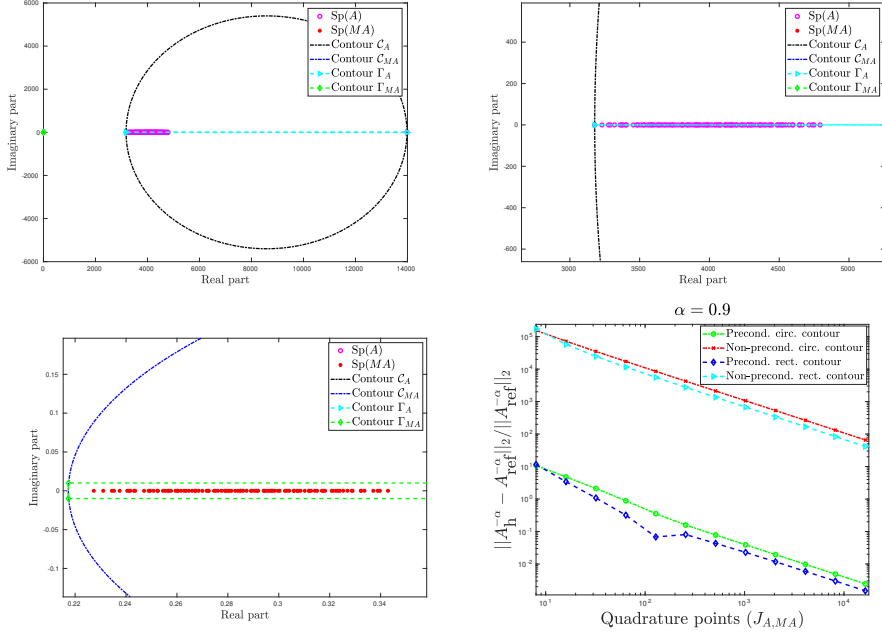 6000
4000
2000
0
-2000
-4000
-6000
Imaginary part
0 2000 4000 6000 8000 10000 12000 14000
Real part
Sp(A)
Sp(MA)
Contour 𝒞_A
Contour 𝒞_MA
Contour Γ_A
Contour Γ_MA
400
200
0
-200
-400
-600
Imaginary part
3000 3500 4000 4500 5000
Real part
Sp(A)
Sp(MA)
Contour 𝒞_A
Contour 𝒞_MA
Contour Γ_A
Contour Γ_MA
0.15
0.1
0.05
0
-0.05
-0.1
Imaginary part
0.22 0.24 0.26 0.28 0.3 0.32 0.34
Real part
Sp(A)
Sp(MA)
Contour 𝒞_A
Contour 𝒞_MA
Contour Γ_A
Contour Γ_MA
α = 0.9
10^5
10^4
10^3
10^2
10^1
10^0
10^-1
10^-2
||A_h^-α − A_ref^-α||_2/||A_ref^-α||_2
10^1 10^2 10^3 10^4
Quadrature points (J_A,MA)
Precond. circ. contour
Non-precond. circ. contour
Precond. rect. contour
Non-precond. rect. contour